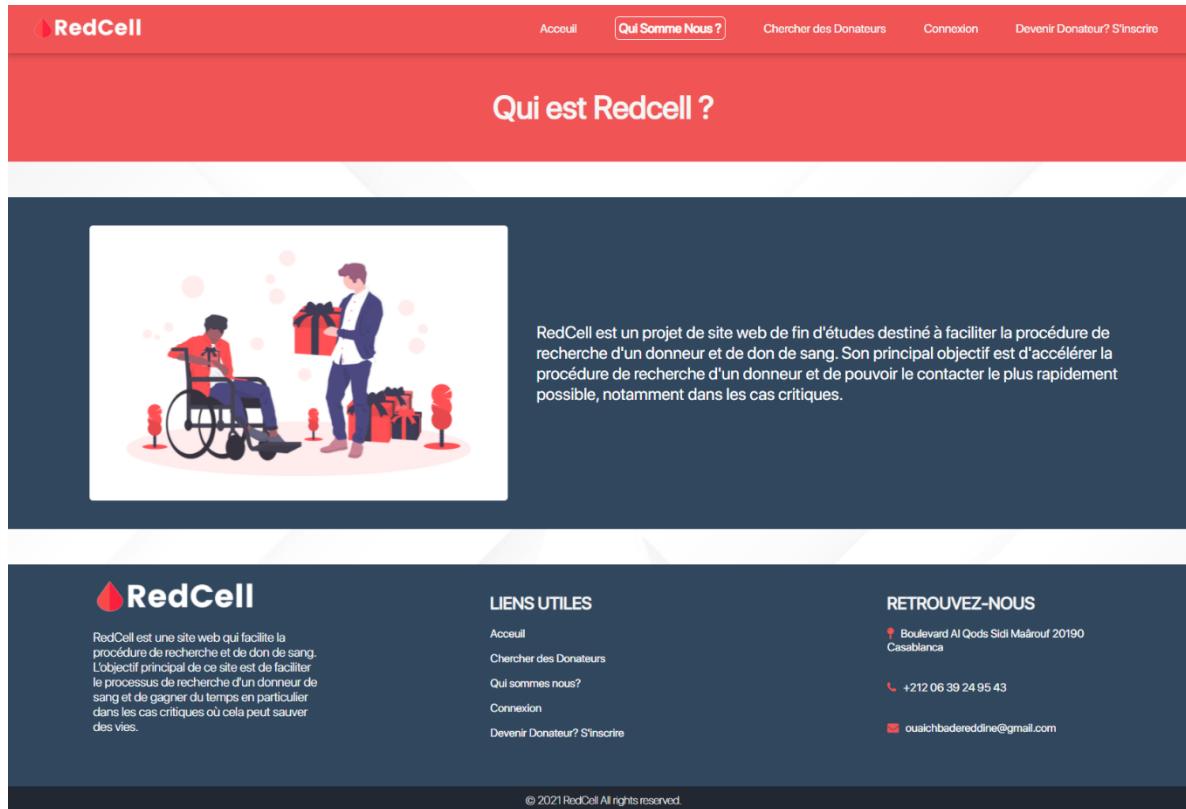 RedCell
Acceuil
Qui Somme Nous ?
Chercher des Donateurs
Connexion
Devenir Donateur? S'inscrire
Qui est Redcell ?
RedCell est un projet de site web de fin d'études destiné à faciliter la procédure de
recherche d'un donneur et de don de sang. Son principal objectif est d'accélérer la
procédure de recherche d'un donneur et de pouvoir le contacter le plus rapidement
possible, notamment dans les cas critiques.
RedCell
RedCell est une site web qui facilite la
procédure de recherche et de don de sang.
L'objectif principal de ce site est de faciliter
le processus de recherche d'un donneur de
sang et de gagner du temps en particulier
dans les cas critiques où cela peut sauver
des vies.
LIENS UTILES
Acceuil
Chercher des Donateurs
Qui sommes nous?
Connexion
Devenir Donateur? S'inscrire
RETROUVEZ-NOUS
Boulevard Al Qods Sidi Maârouf 20190
Casablanca
+212 06 39 24 95 43
ouaichbadereddine@gmail.com
© 2021 RedCell All rights reserved.